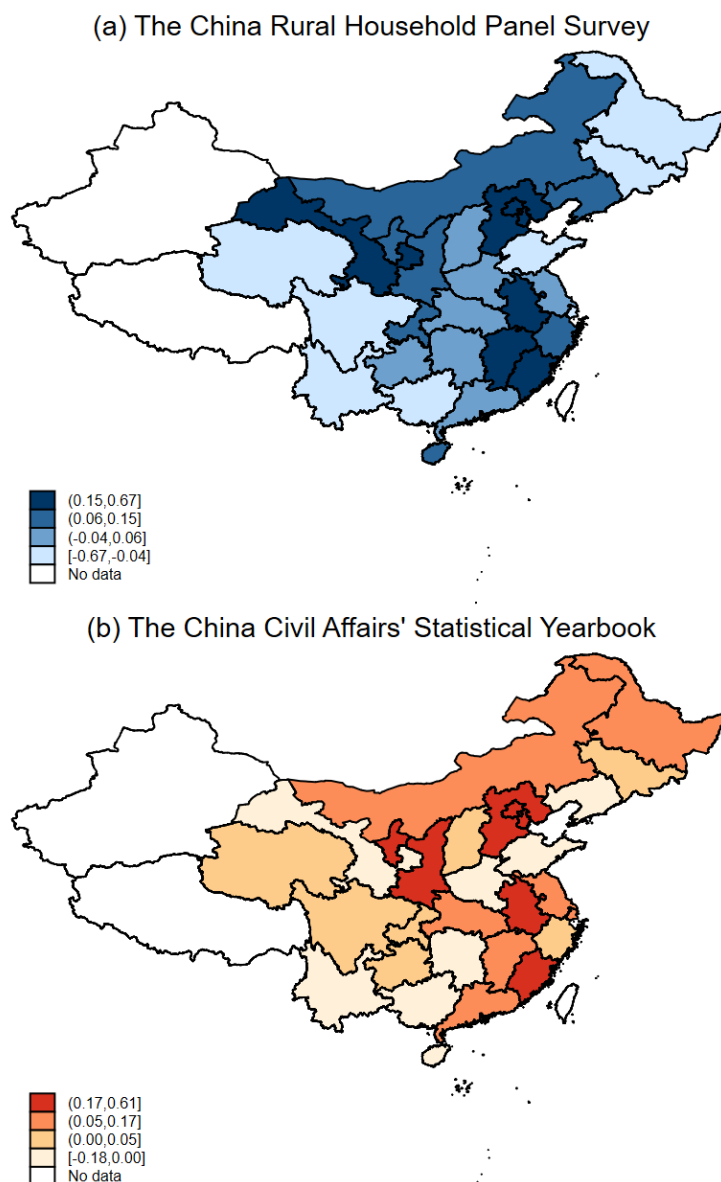 (a) The China Rural Household Panel Survey
(0.15,0.67]
(0.06,0.15]
(-0.04,0.06]
[-0.67,-0.04]
No data
(b) The China Civil Affairs' Statistical Yearbook
(0.17,0.61]
(0.05,0.17]
(0.00,0.05]
[-0.18,0.00]
No data